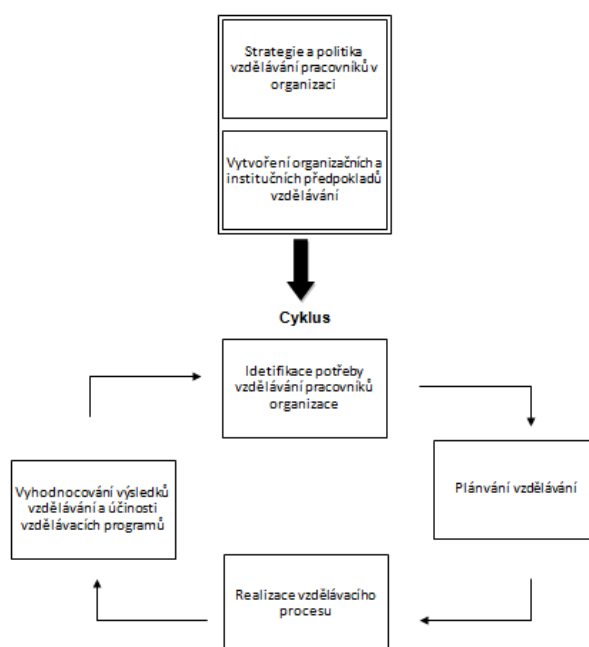 Strategie a politika
vzdělávání pracovníků v
organizaci
Vytvoření organizačních a
institučních předpokladů
vzdělávání
Cyklus
Idetifikace potřeby
vzdělávání pracovníků
organizace
Plánvání vzdělávání
Realizace vzdělávacího
procesu
Vyhodnocování výsledků
vzdělávání a účinosti
vzdělávacích programů